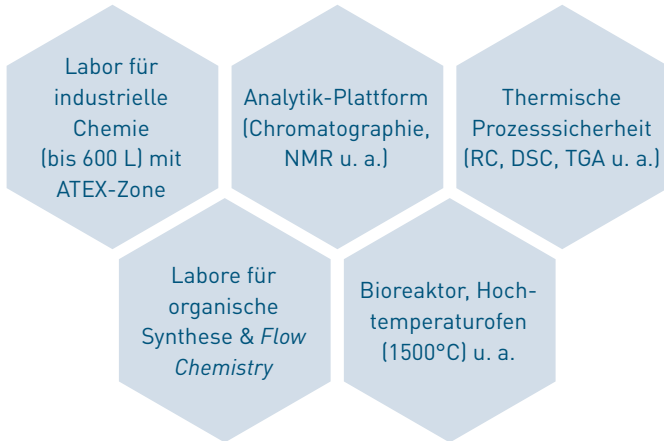 Labor für
industrielle
Chemie
(bis 600 L) mit
ATEX-Zone
Analytik-Plattform
(Chromatographie,
NMR u. a.)
Thermische
Prozesssicherheit
(RC, DSC, TGA u. a.)
Labore für
organische
Synthese & Flow
Chemistry
Bioreaktor, Hoch-
temperaturofen
(1500°C) u. a.